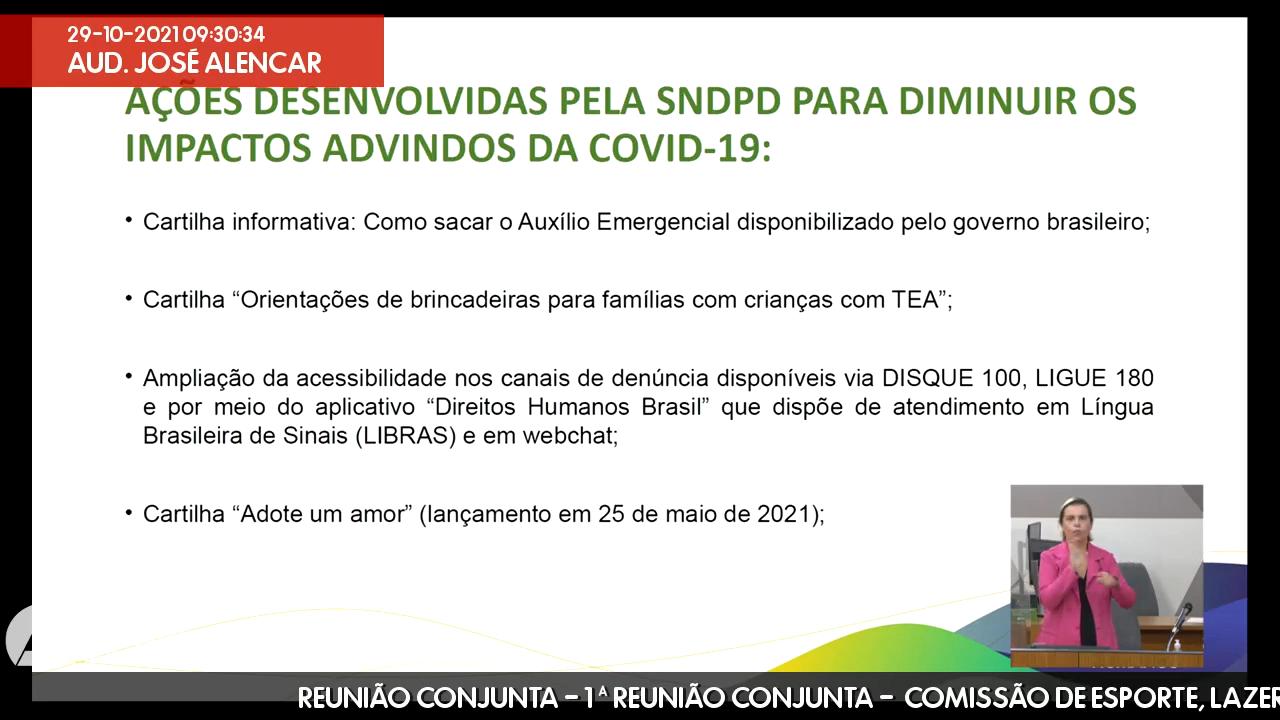 29-10-2021 09:30:34
AUD. JOSÉ ALENCAR
AÇÕES DESENVOLVIDAS PELA SNDPD PARA DIMINUIR OS
IMPACTOS ADVINDOS DA COVID-19:
• Cartilha informativa: Como sacar o Auxílio Emergencial disponibilizado pelo governo brasileiro;
• Cartilha “Orientações de brincadeiras para famílias com crianças com TEA”;
• Ampliação da acessibilidade nos canais de denúncia disponíveis via DISQUE 100, LIGUE 180
e por meio do aplicativo “Direitos Humanos Brasil” que dispõe de atendimento em Língua
Brasileira de Sinais (LIBRAS) e em webchat;
• Cartilha “Adote um amor” (lançamento em 25 de maio de 2021);
REUNIÃO CONJUNTA – 1ª REUNIÃO CONJUNTA – COMISSÃO DE ESPORTE, LAZER